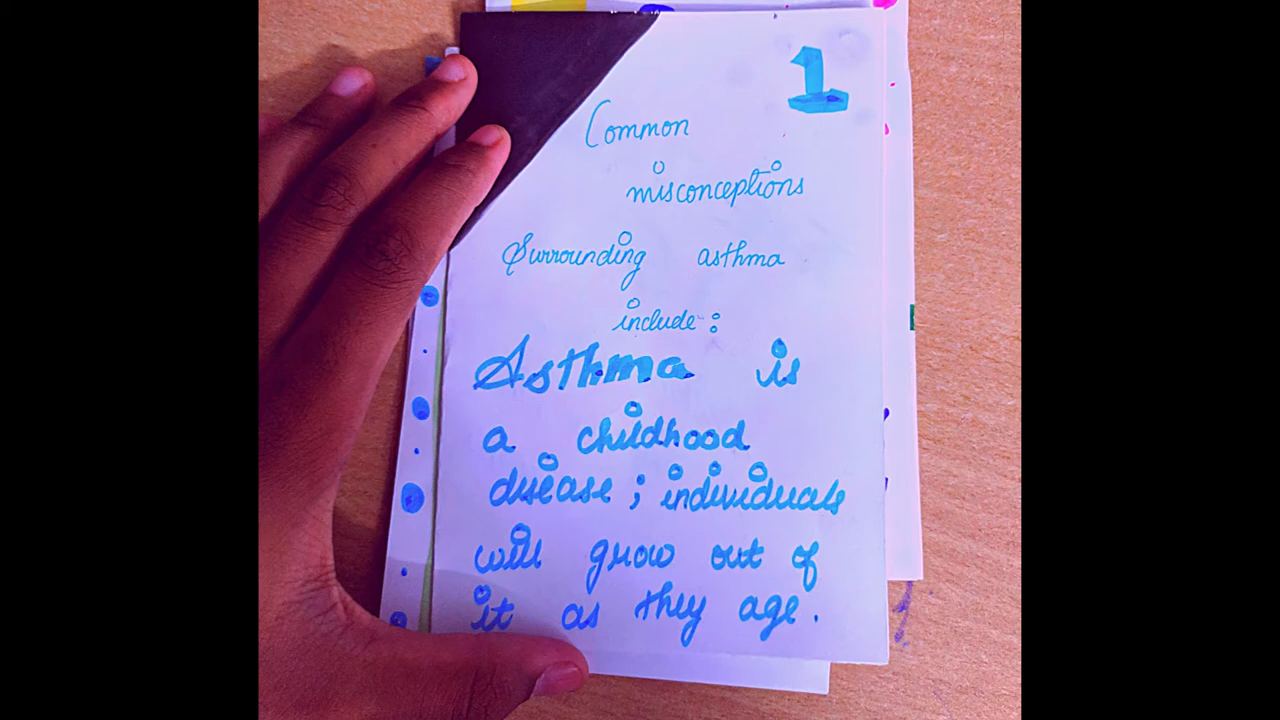 1
Common
misconceptions
Surrounding asthma
include:
Asthma is
a childhood
disease; individuals
will grow out of
it as they age.